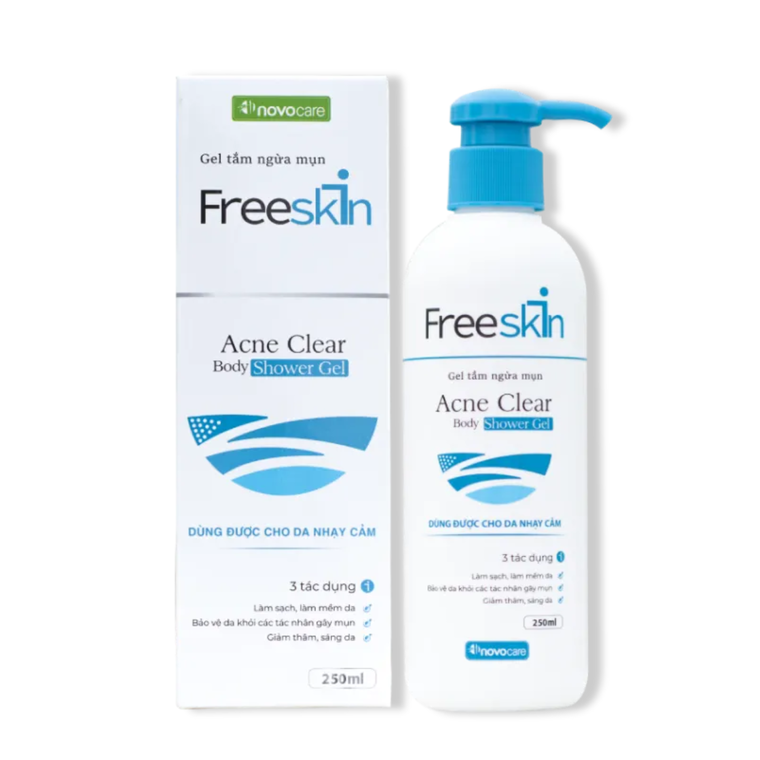 novocare
Gel tắm ngừa mụn
Freeskin
Acne Clear
Body Shower Gel
DÙNG ĐƯỢC CHO DA NHẠY CẢM
3 tác dụng 1
Làm sạch, làm mềm da
Bảo vệ da khỏi các tác nhân gây mụn
Giảm thâm, sáng da
250ml
Freeskin
Gel tắm ngừa mụn
Acne Clear
Body Shower Gel
DÙNG ĐƯỢC CHO DA NHẠY CẢM
3 tác dụng 1
Làm sạch, làm mềm da
Bảo vệ da khỏi các tác nhân gây mụn
Giảm thâm, sáng da
250ml
novocare